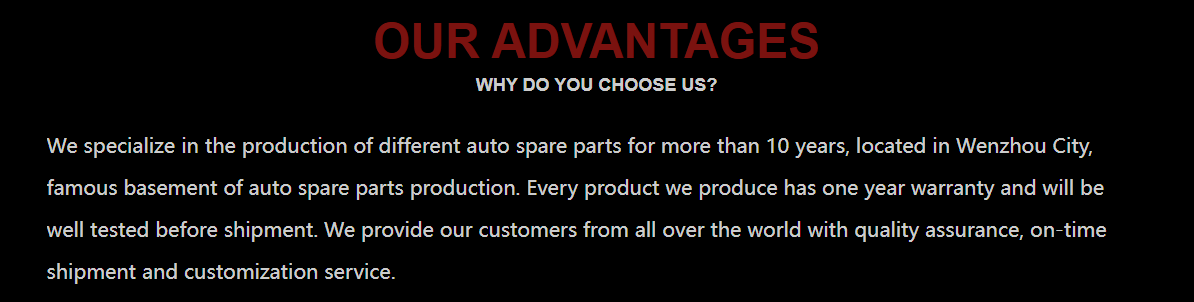 OUR ADVANTAGES
WHY DO YOU CHOOSE US?
We specialize in the production of different auto spare parts for more than 10 years, located in Wenzhou City,
famous basement of auto spare parts production. Every product we produce has one year warranty and will be
well tested before shipment. We provide our customers from all over the world with quality assurance, on-time
shipment and customization service.